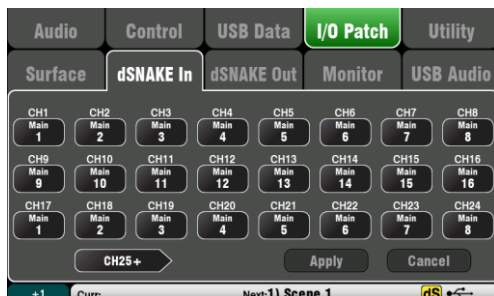 Audio Control USB Data I/O Patch Utility
Surface dSNAKE In dSNAKE Out Monitor USB Audio
CH1 CH2 CH3 CH4 CH5 CH6 CH7 CH8
Main Main Main Main Main Main Main Main
1 2 3 4 5 6 7 8
CH9 CH10 CH11 CH12 CH13 CH14 CH15 CH16
Main Main Main Main Main Main Main Main
9 10 11 12 13 14 15 16
CH17 CH18 CH19 CH20 CH21 CH22 CH23 CH24
Main Main Main Main Main Main Main Main
1 2 3 4 5 6 7 8
CH25+ Apply Cancel
+1 Curr: Next:1) Scene 1 dS